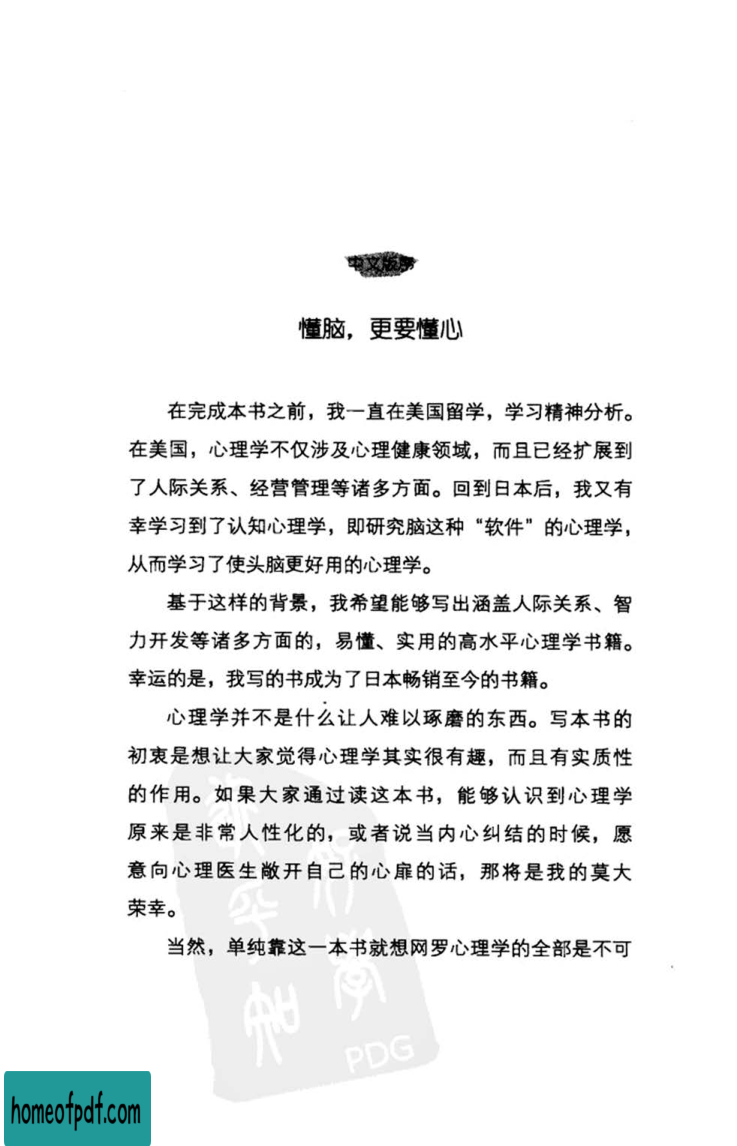 中文版序
懂脑，更要懂心
在完成本书之前，我一直在美国留学，学习精神分析。
在美国，心理学不仅涉及心理健康领域，而且已经扩展到
了人际关系、经营管理等诸多方面。回到日本后，我又有
幸学习到了认知心理学，即研究脑这种“软件”的心理学，
从而学习了使头脑更好用的心理学。
基于这样的背景，我希望能够写出涵盖人际关系、智
力开发等诸多方面的，易懂、实用的高水平心理学书籍。
幸运的是，我写的书成为了日本畅销至今的书籍。
心理学并不是什么让人难以琢磨的东西。写本书的
初衷是想让大家觉得心理学其实很有趣，而且有实质性
的作用。如果大家通过读这本书，能够认识到心理学
原来是非常人性化的，或者说当内心纠结的时候，愿
意向心理医生敞开自己的心扉的话，那将是我的莫大
荣幸。
当然，单纯靠这一本书就想网罗心理学的全部是不可
PDG
homeofpdf.com